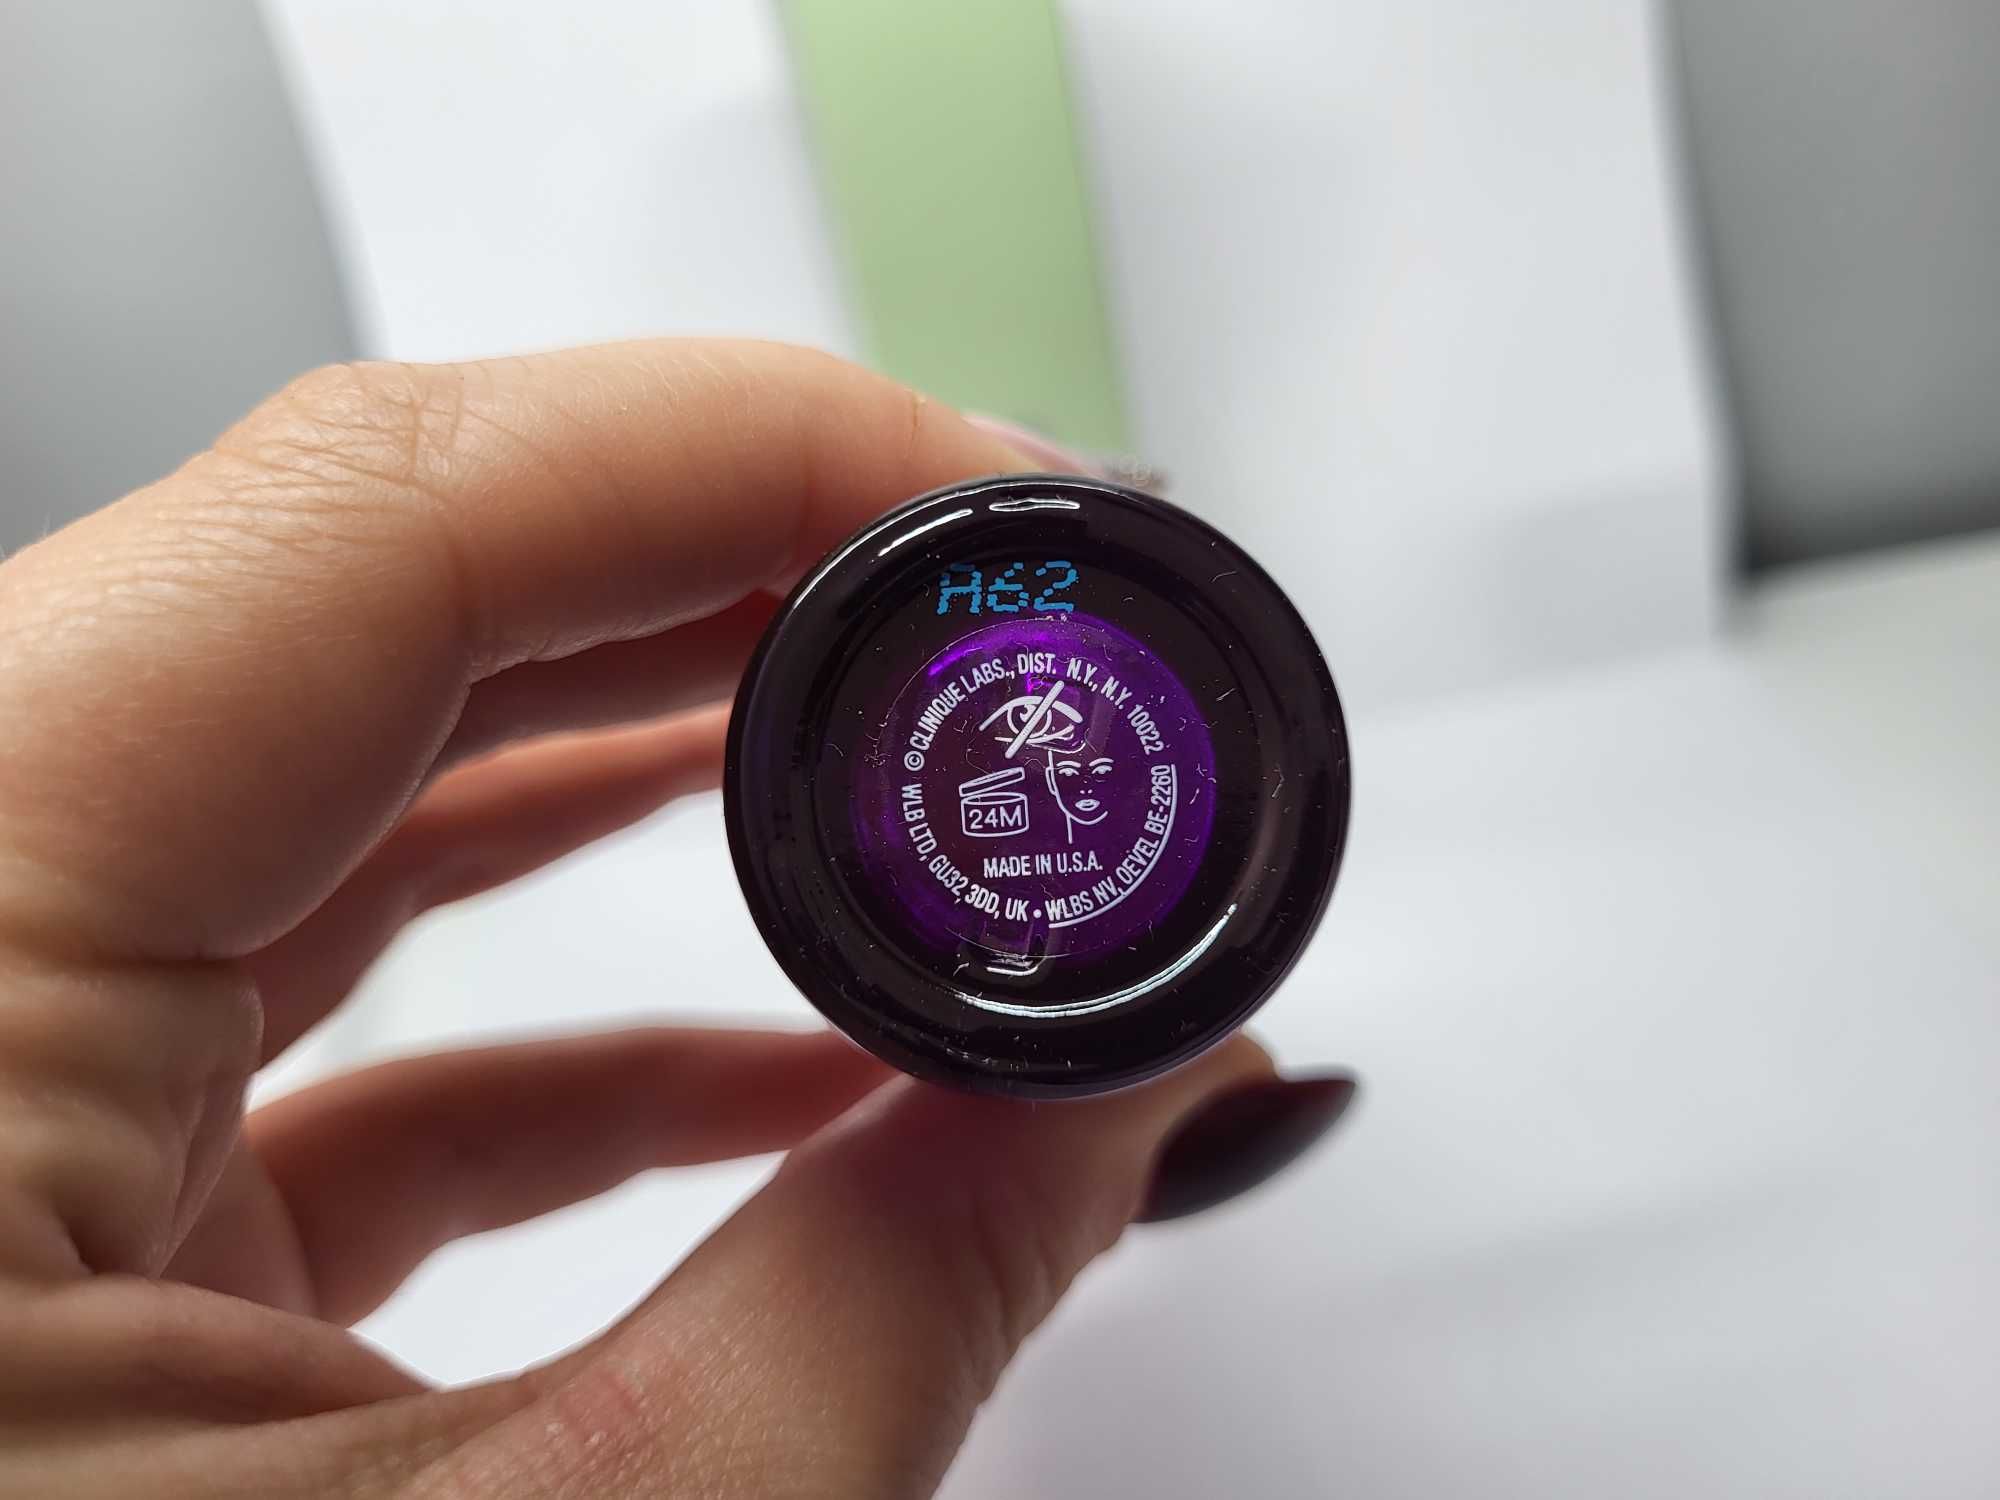 A62
©CLINIQUE LABS., DIST. N.Y., N.Y. 10022
24M
MADE IN U.S.A.
WLB LTD, GU32, 3DD, UK • WLBS NV, OEVEL BE-2260